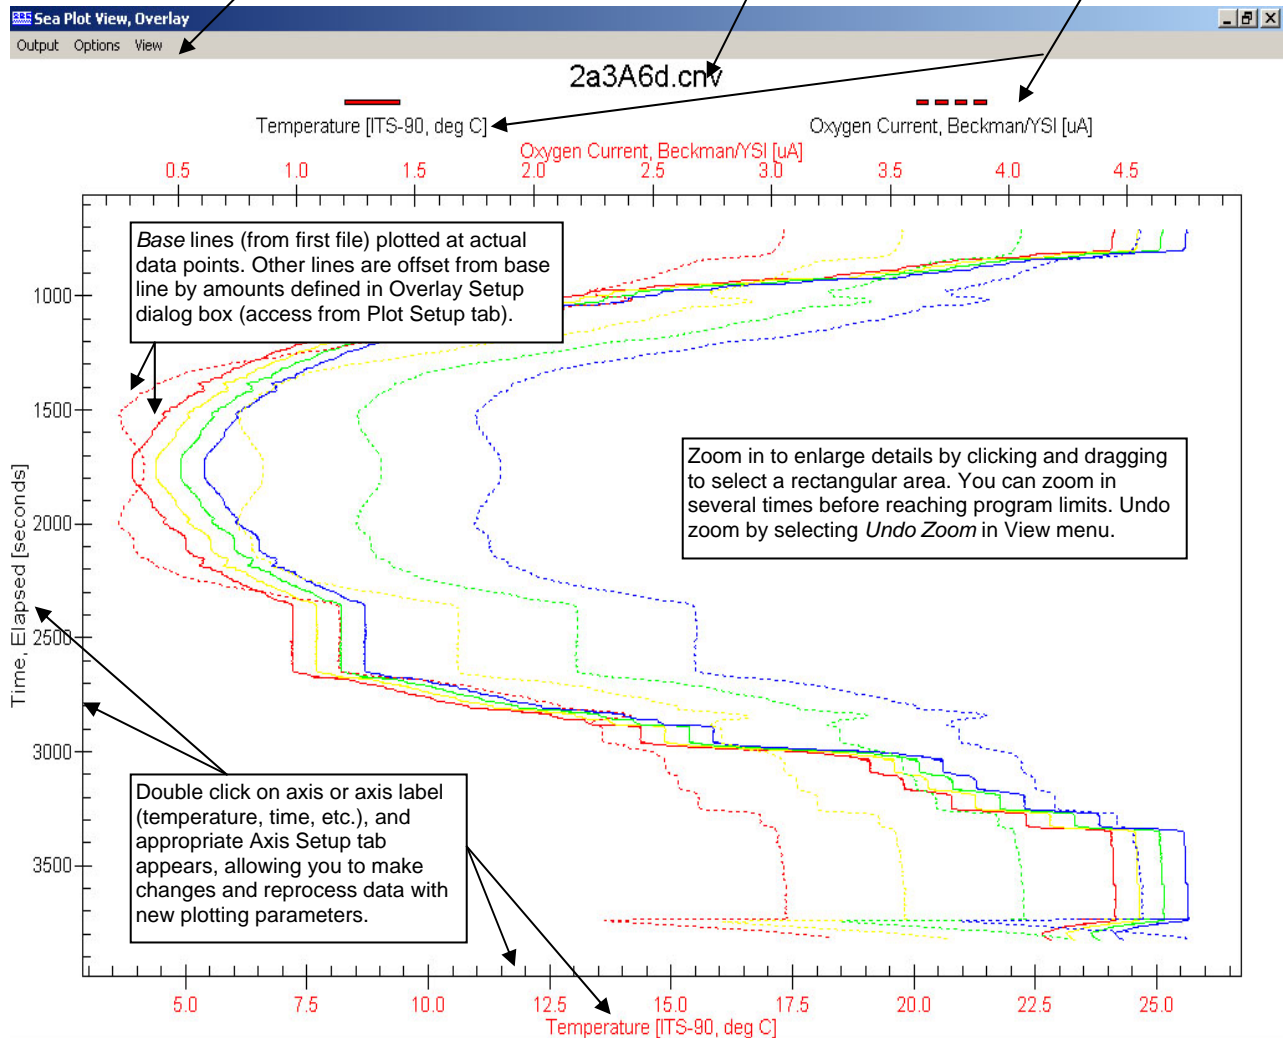 Sea Plot View, Overlay
Output Options View
2a3A6d.cnv
Temperature [ITS-90, deg C]
Oxygen Current, Beckman/YSI [uA]
Oxygen Current, Beckman/YSI [uA]
0.5 1.0 1.5 2.0 2.5 3.0 3.5 4.0 4.5
Base lines (from first file) plotted at actual
data points. Other lines are offset from base
line by amounts defined in Overlay Setup
dialog box (access from Plot Setup tab).
1000
1500
Zoom in to enlarge details by clicking and dragging
to select a rectangular area. You can zoom in
several times before reaching program limits. Undo
zoom by selecting Undo Zoom in View menu.
2000
Time, Elapsed [seconds]
2500
3000
Double click on axis or axis label
(temperature, time, etc.), and
appropriate Axis Setup tab
appears, allowing you to make
changes and reprocess data with
new plotting parameters.
3500
5.0 7.5 10.0 12.5 15.0 17.5 20.0 22.5 25.0
Temperature [ITS-90, deg C]